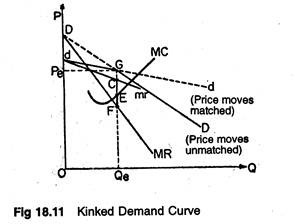 P
D
d
Pe
G
MC
C
E
mr
F
d
(Price moves
matched)
D
(Price moves
unmatched)
MR
O
Qe
Q
Fig 18.11 Kinked Demand Curve